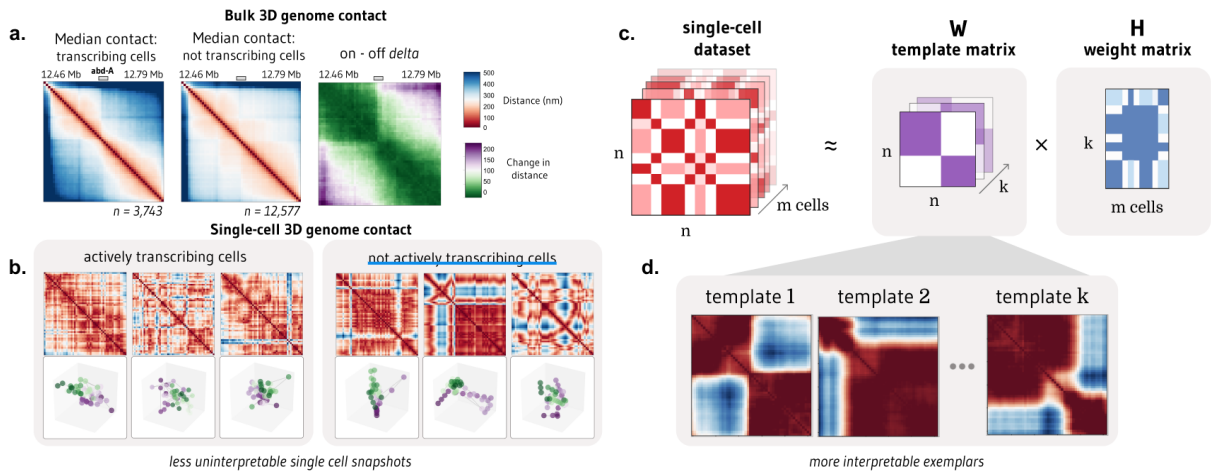 Bulk 3D genome contact
a.
Median contact:
transcribing cells
Median contact:
not transcribing cells
on - off delta
12.46 Mb abd-A 12.79 Mb
12.46 Mb 12.79 Mb
12.46 Mb 12.79 Mb
500
400
300
200
100
0
Distance (nm)
200
150
100
50
0
Change in
distance
n = 3,743
n = 12,577
Single-cell 3D genome contact
b.
actively transcribing cells
not actively transcribing cells
less uninterpretable single cell snapshots
c.
single-cell
dataset
W
template matrix
H
weight matrix
n
n
m cells
≈
n
n
k
×
k
m cells
d.
template 1
template 2
template k
more interpretable exemplars